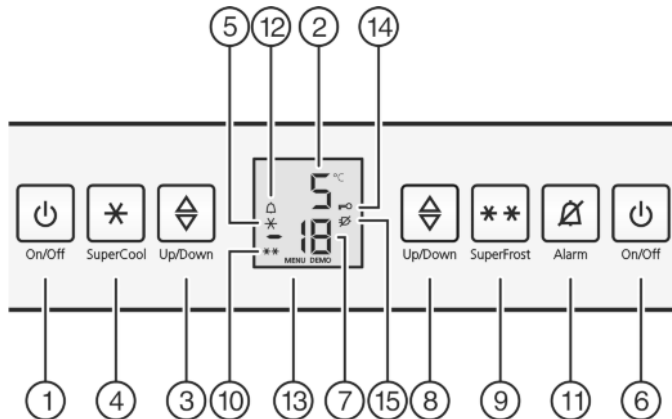 5 12 2 14
5 °C
18
MENU DEMO
On/Off SuperCool Up/Down Up/Down SuperFrost Alarm On/Off
1 4 3 10 13 7 15 8 9 11 6